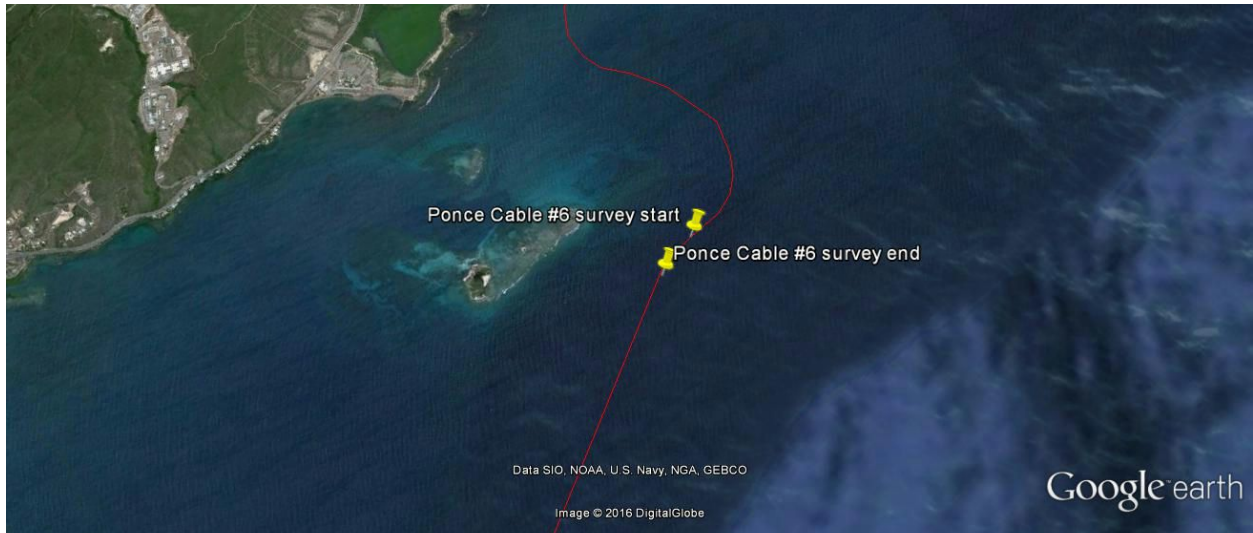 Ponce Cable #6 survey start
Ponce Cable #6 survey end
Data SIO, NOAA, U.S. Navy, NGA, GEBCO
Image © 2016 DigitalGlobe
Google earth